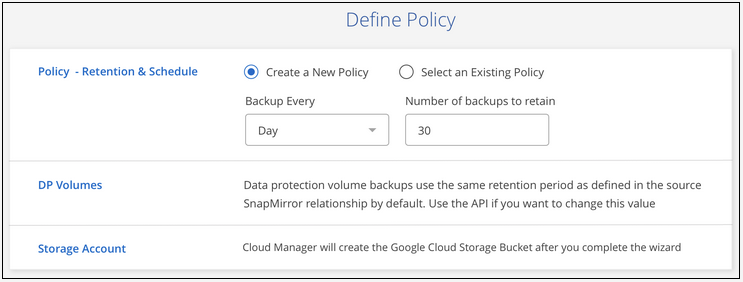 Define Policy
Policy - Retention & Schedule
Create a New Policy
Select an Existing Policy
Backup Every
Number of backups to retain
Day
30
DP Volumes
Data protection volume backups use the same retention period as defined in the source
SnapMirror relationship by default. Use the API if you want to change this value
Storage Account
Cloud Manager will create the Google Cloud Storage Bucket after you complete the wizard